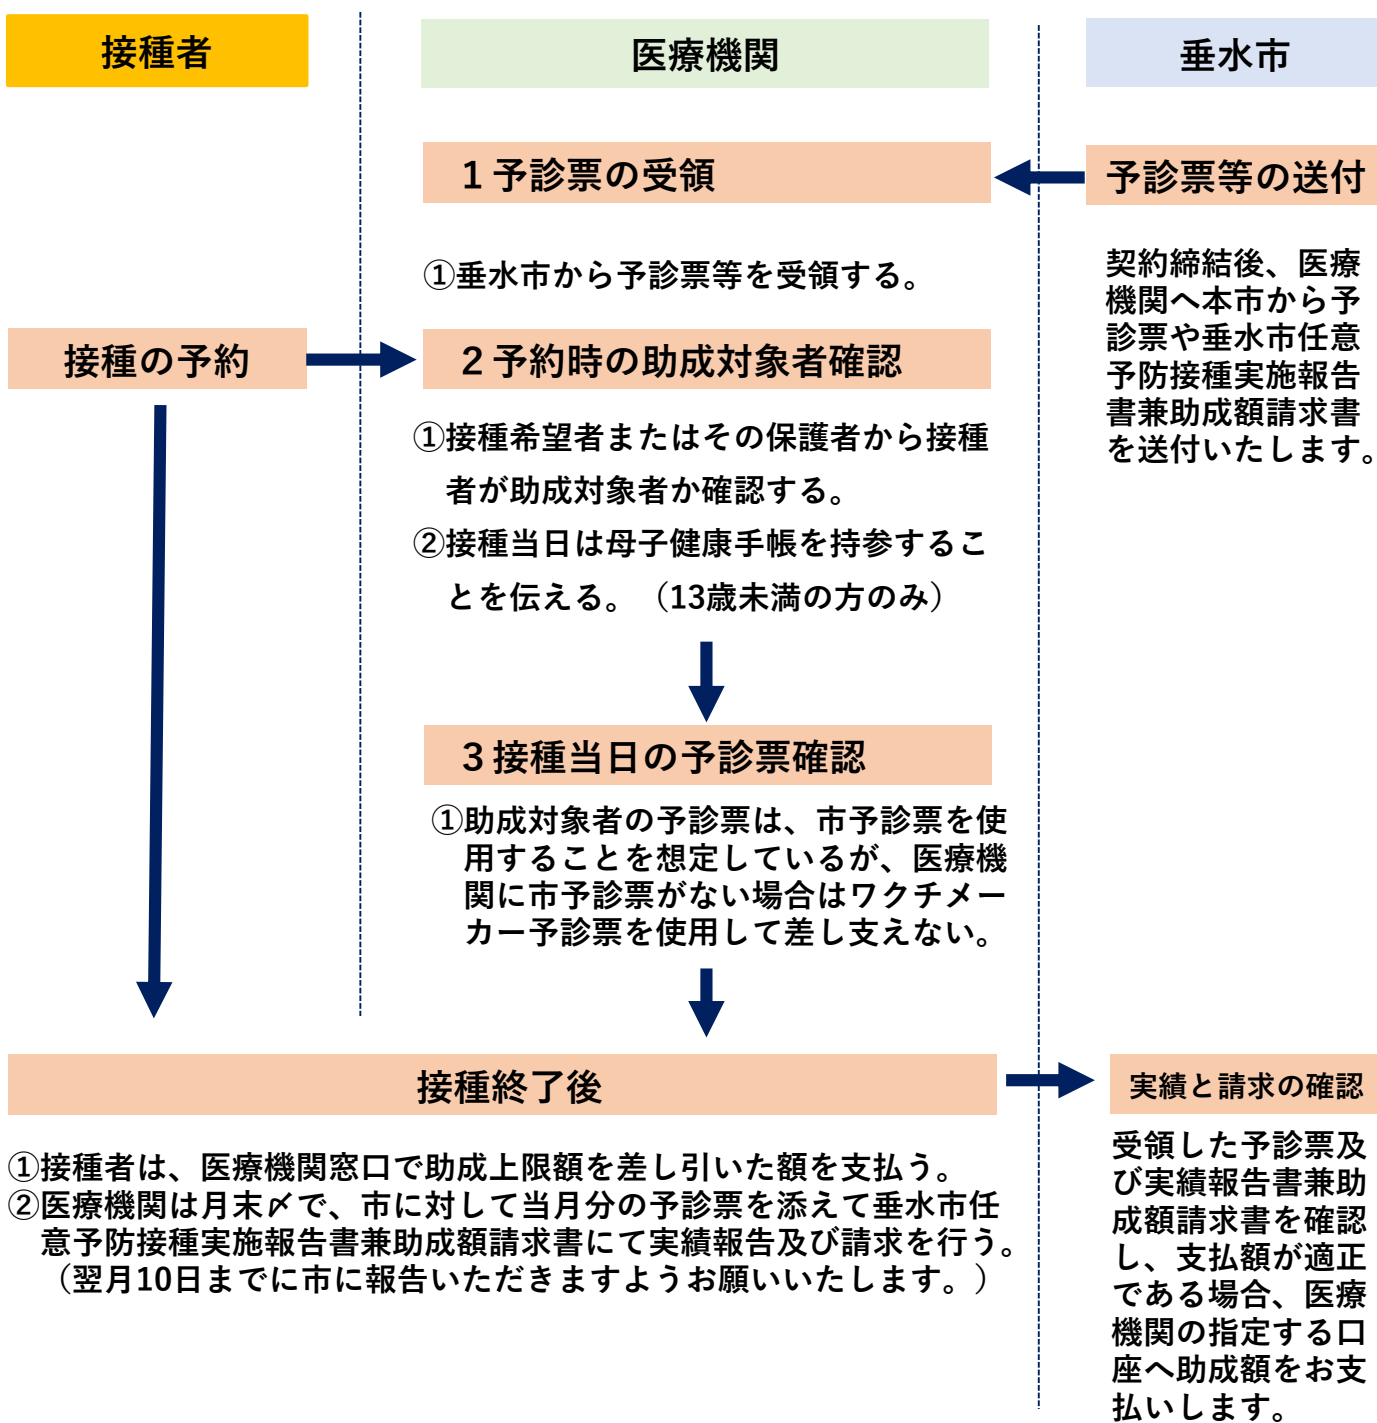 接種者
医療機関
垂水市
１予診票の受領
予診票等の送付
①垂水市から予診票等を受領する。
契約締結後、医療
機関へ本市から予
診票や垂水市任意
予防接種実施報告
書兼助成額請求書
を送付いたします。
接種の予約
２予約時の助成対象者確認
①接種希望者またはその保護者から接種
者が助成対象者か確認する。
②接種当日は母子健康手帳を持参するこ
とを伝える。（13歳未満の方のみ）
３接種当日の予診票確認
①助成対象者の予診票は、市予診票を使
用することを想定しているが、医療機
関に市予診票がない場合はワクチメー
カー予診票を使用して差し支えない。
接種終了後
実績と請求の確認
①接種者は、医療機関窓口で助成上限額を差し引いた額を支払う。
②医療機関は月末〆で、市に対して当月分の予診票を添えて垂水市任
意予防接種実施報告書兼助成額請求書にて実績報告及び請求を行う。
（翌月10日までに市に報告いただきますようお願いいたします。）
受領した予診票及
び実績報告書兼助
成額請求書を確認
し、支払額が適正
である場合、医療
機関の指定する口
座へ助成額をお支
払いします。